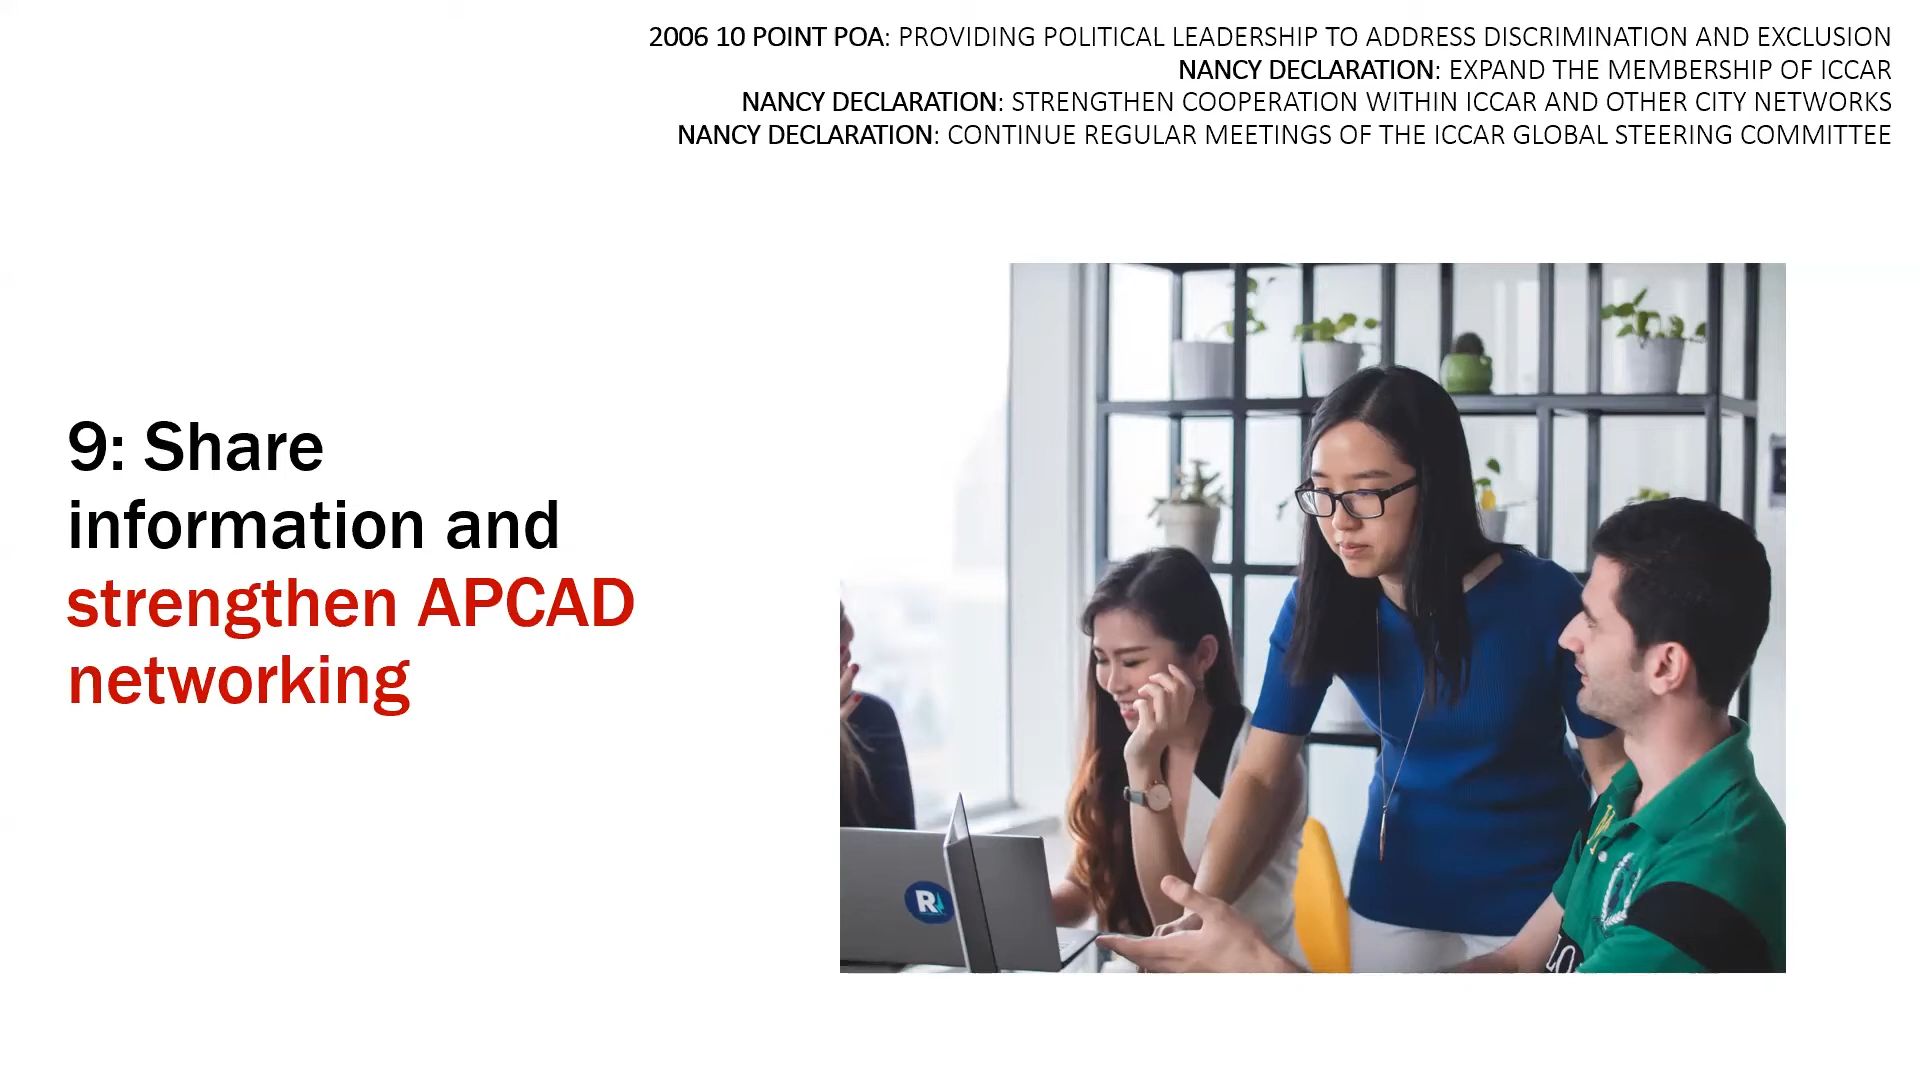 2006 10 POINT POA: PROVIDING POLITICAL LEADERSHIP TO ADDRESS DISCRIMINATION AND EXCLUSION
NANCY DECLARATION: EXPAND THE MEMBERSHIP OF ICCAR
NANCY DECLARATION: STRENGTHEN COOPERATION WITHIN ICCAR AND OTHER CITY NETWORKS
NANCY DECLARATION: CONTINUE REGULAR MEETINGS OF THE ICCAR GLOBAL STEERING COMMITTEE
9: Share
information and
strengthen APCAD
networking
R